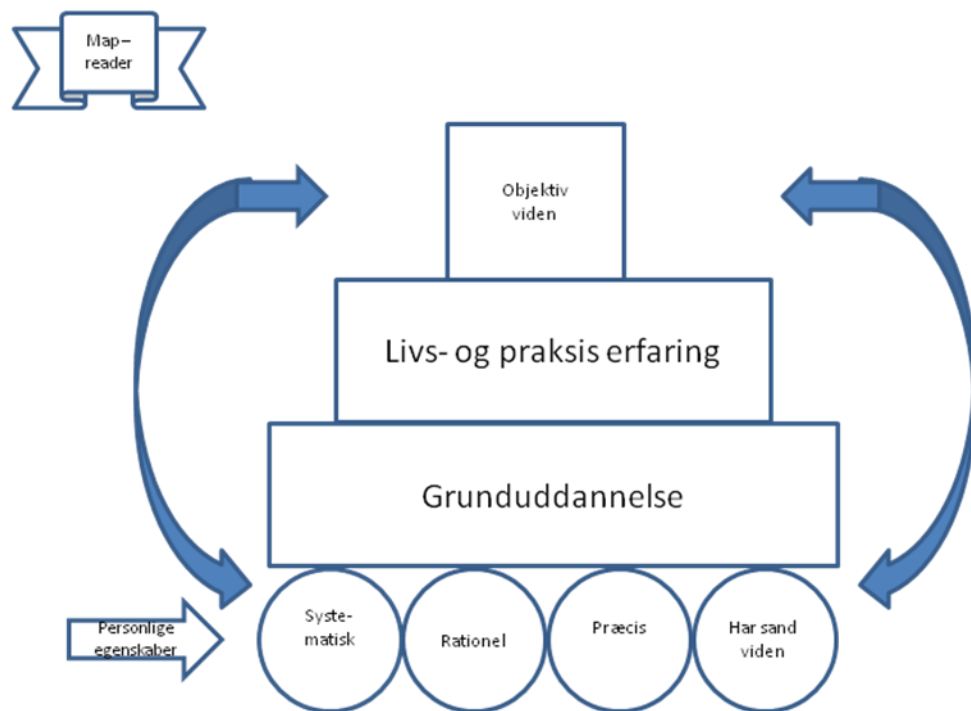 Map–
reader
Objektiv
viden
Livs- og praksis erfaring
Grunduddannelse
Personlige
egenskaber
Syste-
matisk
Rationel
Præcis
Har sand
viden